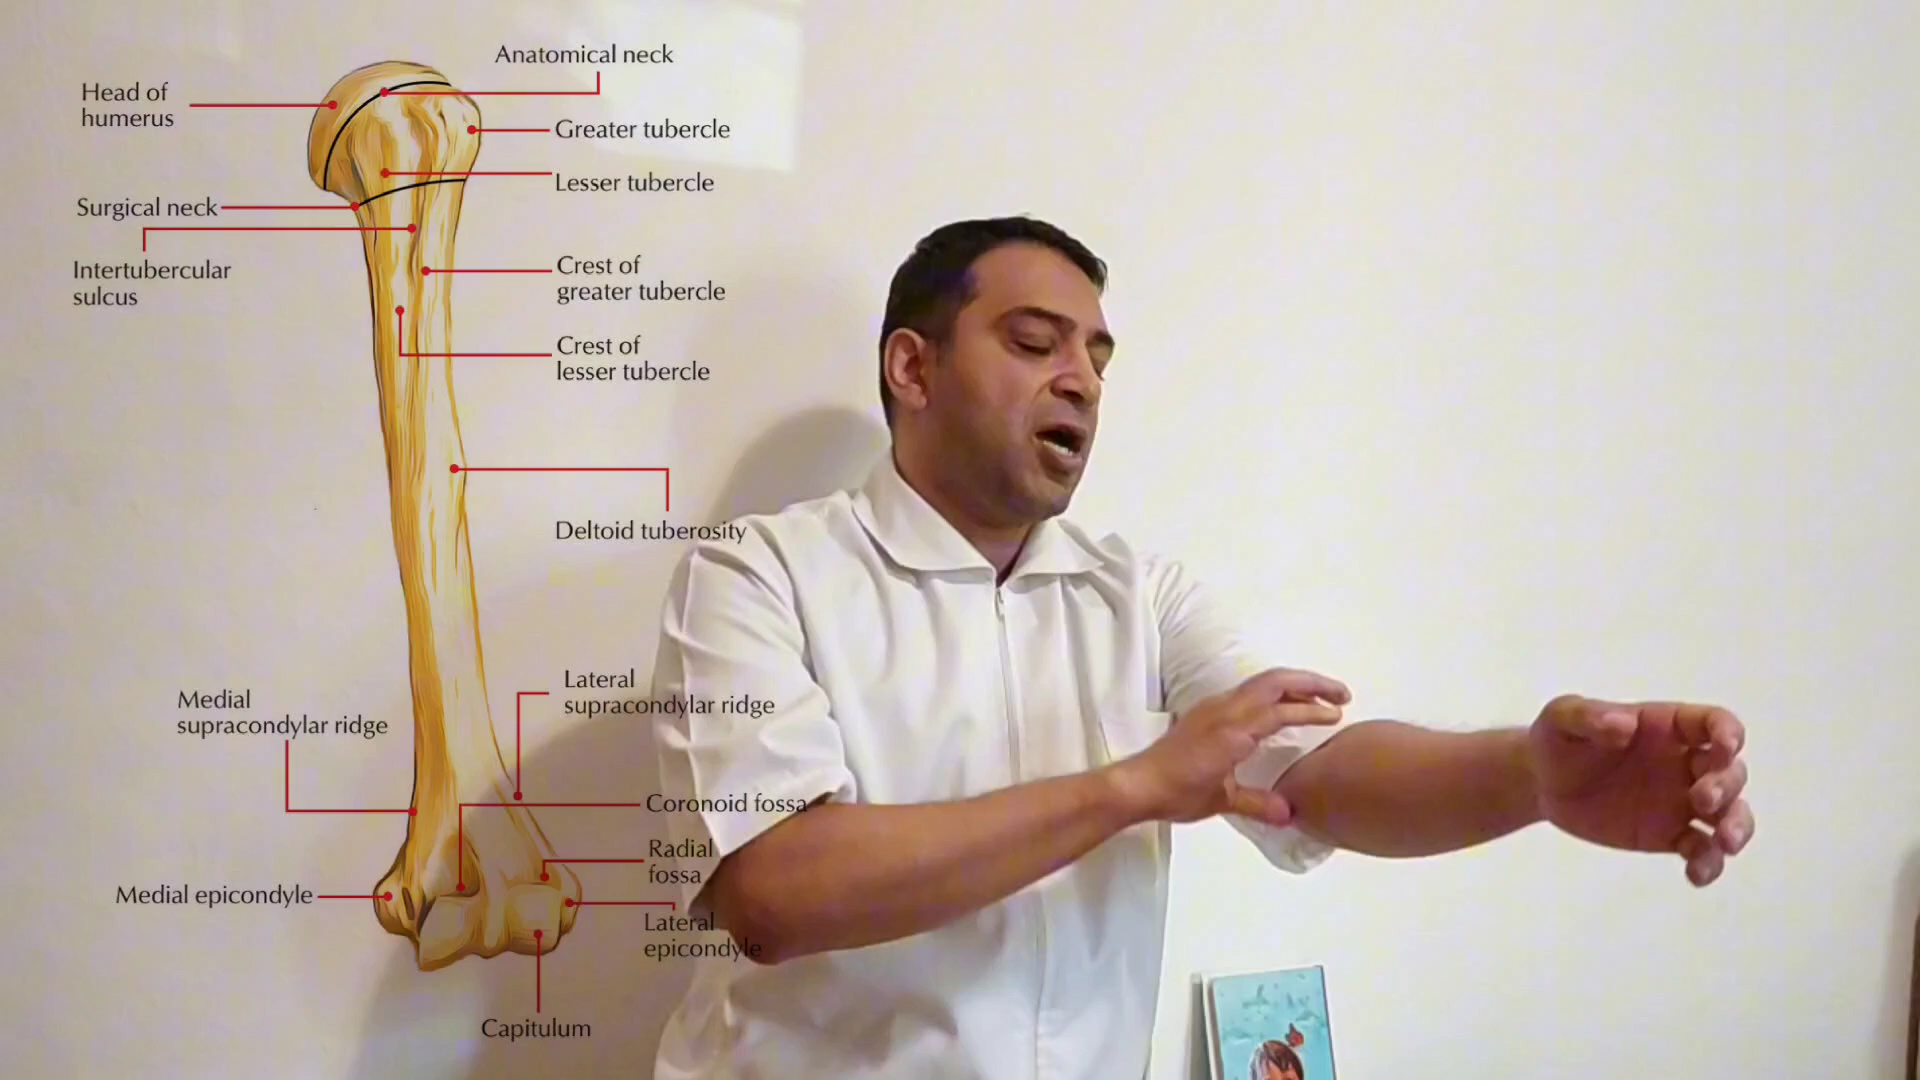 Anatomical neck
Head of
humerus
Greater tubercle
Lesser tubercle
Surgical neck
Intertubercular
sulcus
Crest of
greater tubercle
Crest of
lesser tubercle
Deltoid tuberosity
Lateral
supracondylar ridge
Medial
supracondylar ridge
Coronoid fossa
Radial
fossa
Medial epicondyle
Lateral
epicondyle
Capitulum